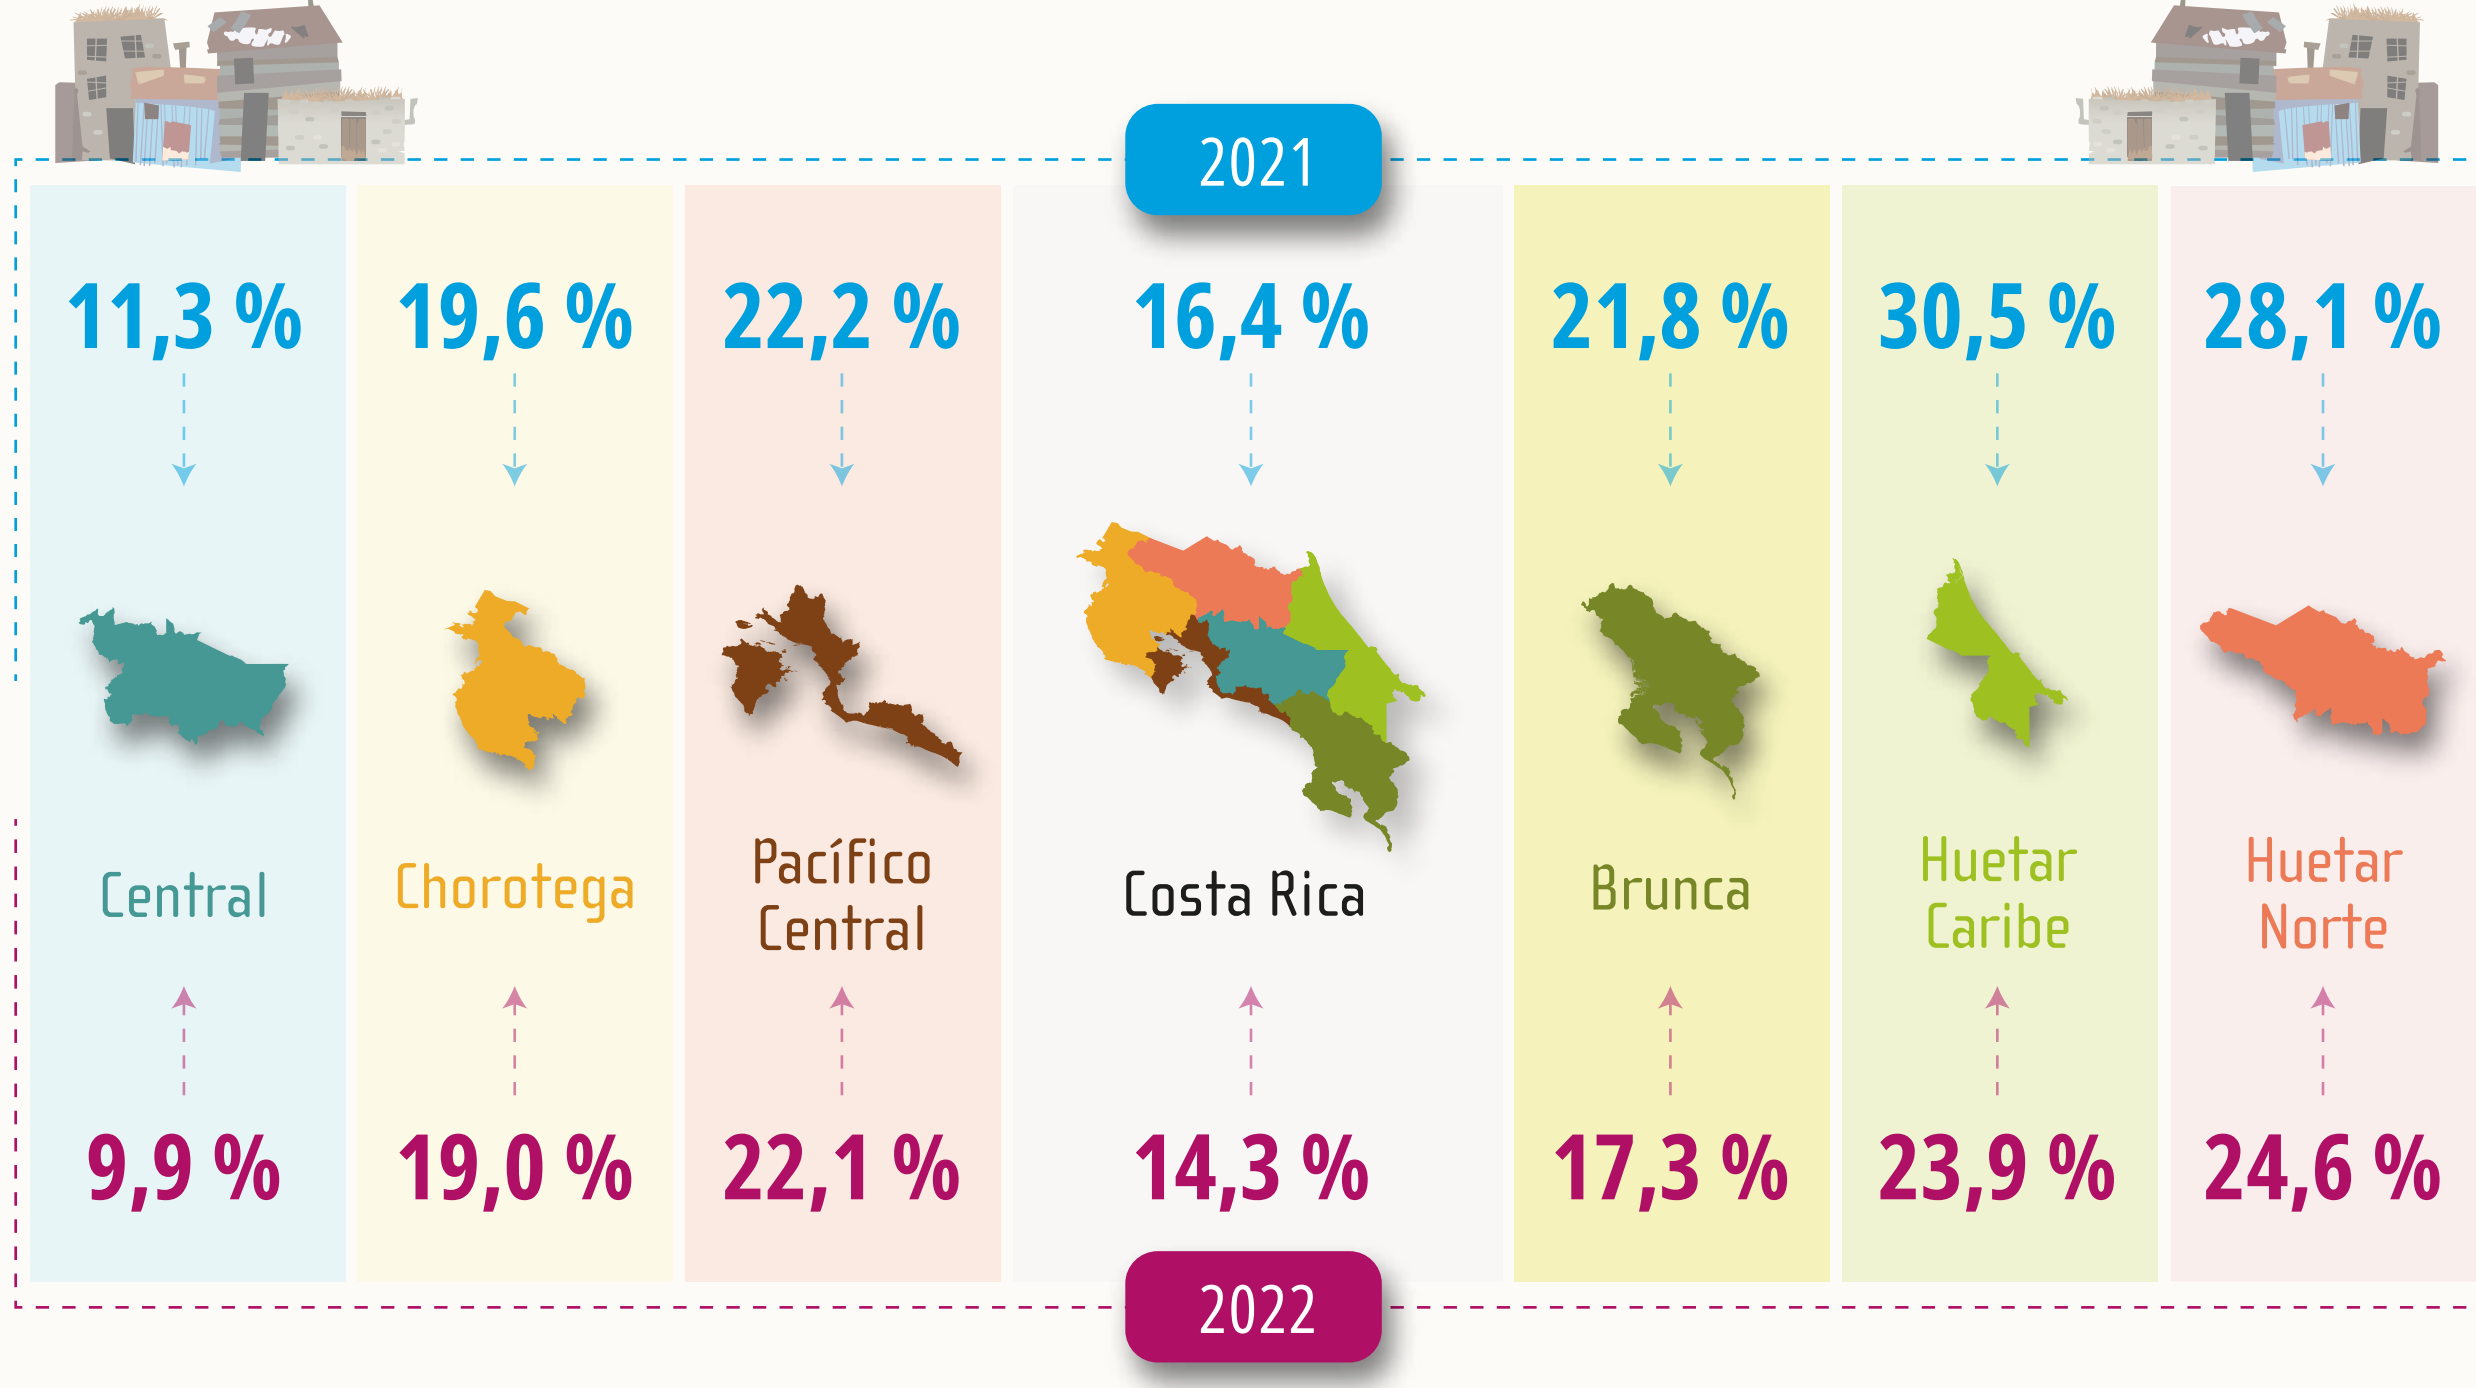 2021
11,3 %
19,6 %
22,2 %
16,4 %
21,8 %
30,5 %
28,1 %
Central
Chorotega
Pacífico
Central
Costa Rica
Brunca
Huetar
Caribe
Huetar
Norte
9,9 %
19,0 %
22,1 %
14,3 %
17,3 %
23,9 %
24,6 %
2022